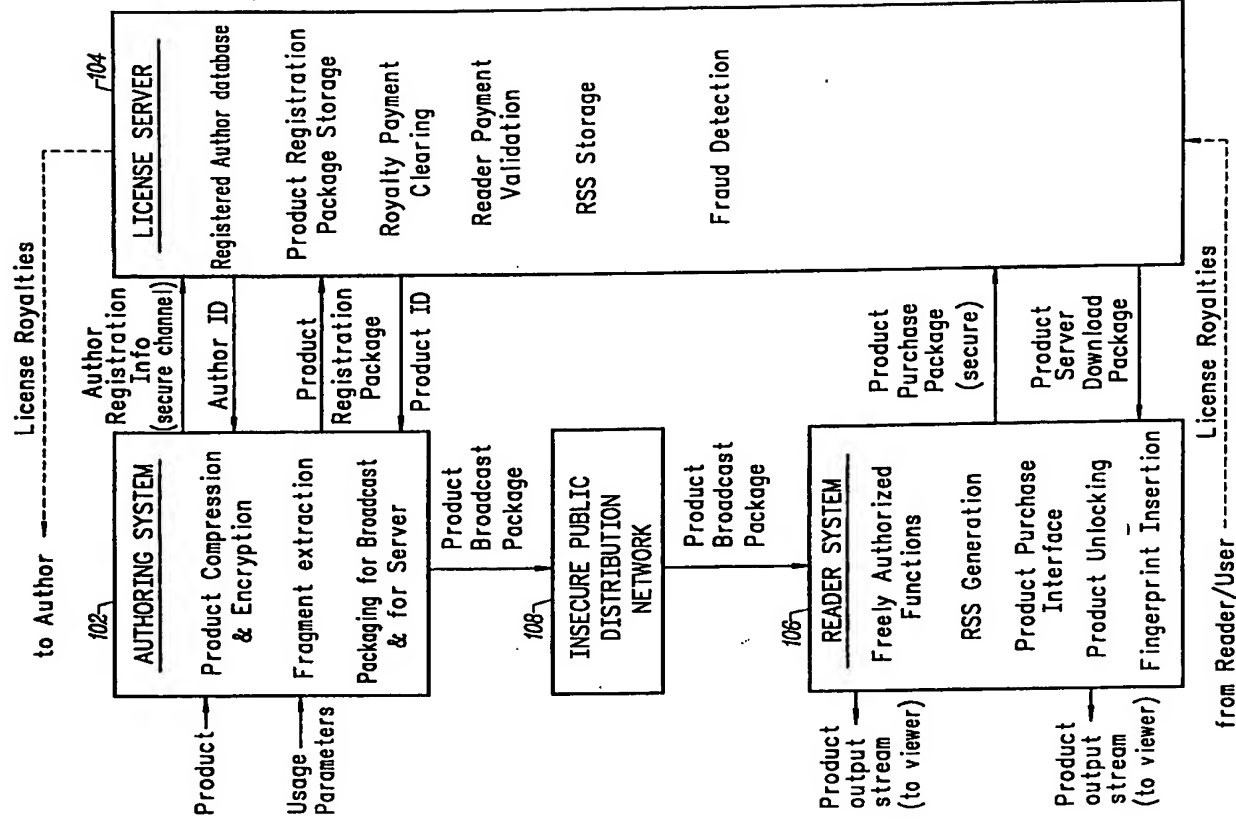 to Author
License Royalties
102
AUTHORING SYSTEM
Product Compression
& Encryption
Fragment extraction
Packaging for Broadcast
& for Server
Product
Usage
Parameters
Author
Registration
Info
(secure channel)
Author ID
Product
Registration
Package
Product ID
104
LICENSE SERVER
Registered Author database
Product Registration
Package Storage
Royalty Payment
Clearing
Reader Payment
Validation
RSS Storage
Fraud Detection
Product
Broadcast
Package
108
INSECURE PUBLIC
DISTRIBUTION
NETWORK
Product
Broadcast
Package
106
READER SYSTEM
Freely Authorized
Functions
RSS Generation
Product Purchase
Interface
Product Unlocking
Fingerprint Insertion
Product
output
stream
(to viewer)
Product
output
stream
(to viewer)
Product
Purchase
Package
(secure)
Product
Server
Download
Package
from Reader/User
License Royalties